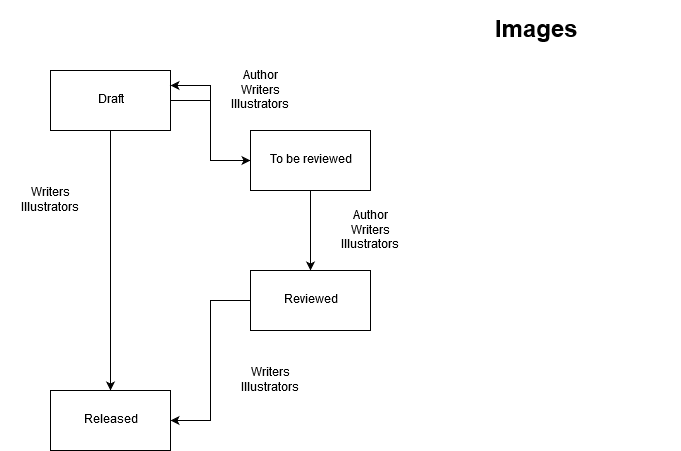 Images
Author
Writers
Illustrators
Draft
To be reviewed
Writers
Illustrators
Author
Writers
Illustrators
Reviewed
Writers
Illustrators
Released